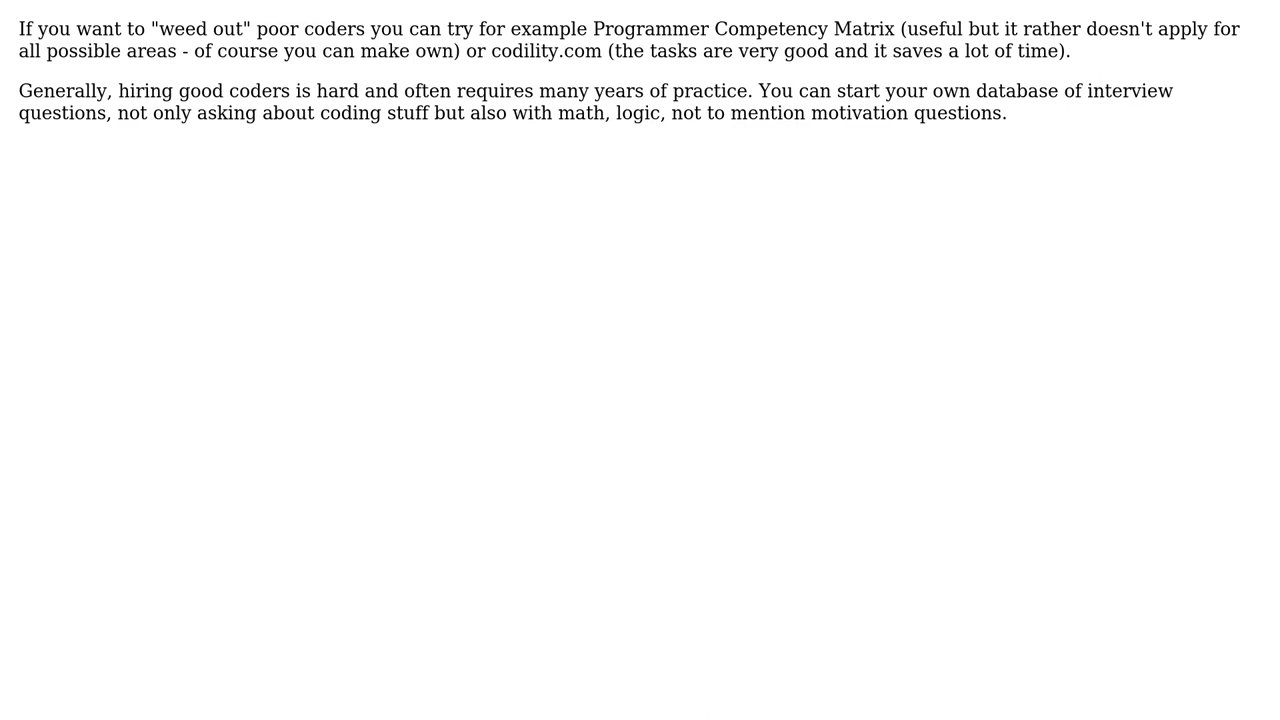 If you want to "weed out" poor coders you can try for example Programmer Competency Matrix (useful but it rather doesn't apply for
all possible areas - of course you can make own) or codility.com (the tasks are very good and it saves a lot of time).
Generally, hiring good coders is hard and often requires many years of practice. You can start your own database of interview
questions, not only asking about coding stuff but also with math, logic, not to mention motivation questions.